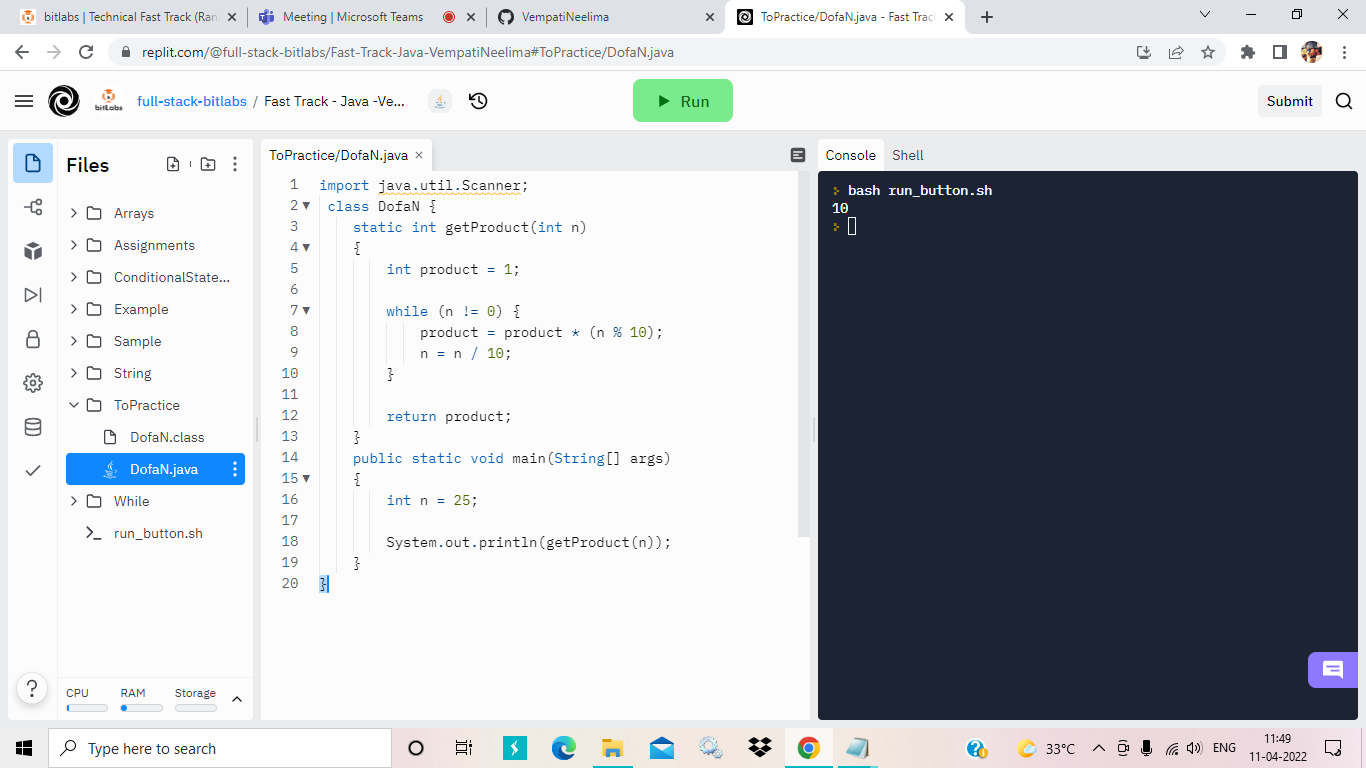 bitlabs | Technical Fast Track (Ran
Meeting | Microsoft Teams
VempatiNeelima
ToPractice/DofaN.java - Fast Trac
replit.com/@full-stack-bitlabs/Fast-Track-Java-VempatiNeelima#ToPractice/DofaN.java
bitLabs
full-stack-bitlabs / Fast Track - Java -Ve...
Run
Submit
Files
Arrays
Assignments
ConditionalState...
Example
Sample
String
ToPractice
DofaN.class
DofaN.java
While
run_button.sh
CPU RAM Storage
ToPractice/DofaN.java
1 import java.util.Scanner;
2 class DofaN {
3 static int getProduct(int n)
4 {
5 int product = 1;
6
7 while (n != 0) {
8 product = product * (n % 10);
9 n = n / 10;
10 }
11
12 return product;
13 }
14 public static void main(String[] args)
15 {
16 int n = 25;
17
18 System.out.println(getProduct(n));
19 }
20 }
Console Shell
bash run_button.sh
10
Type here to search
33°C
ENG
11:49
11-04-2022